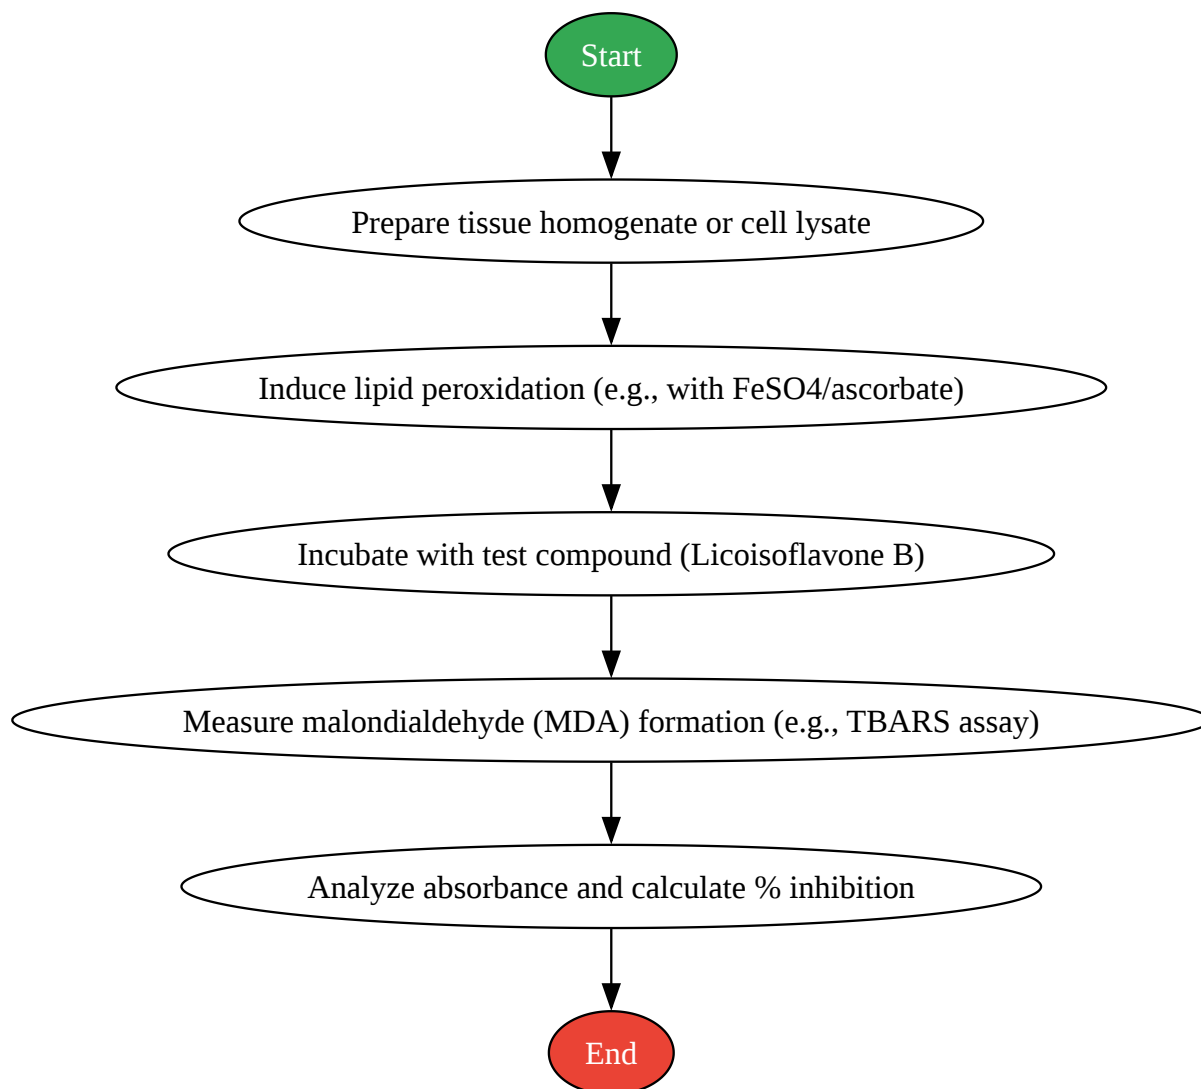 Start
Prepare tissue homogenate or cell lysate
Induce lipid peroxidation (e.g., with FeSO4/ascorbate)
Incubate with test compound (Licoisoflavone B)
Measure malondialdehyde (MDA) formation (e.g., TBARS assay)
Analyze absorbance and calculate % inhibition
End